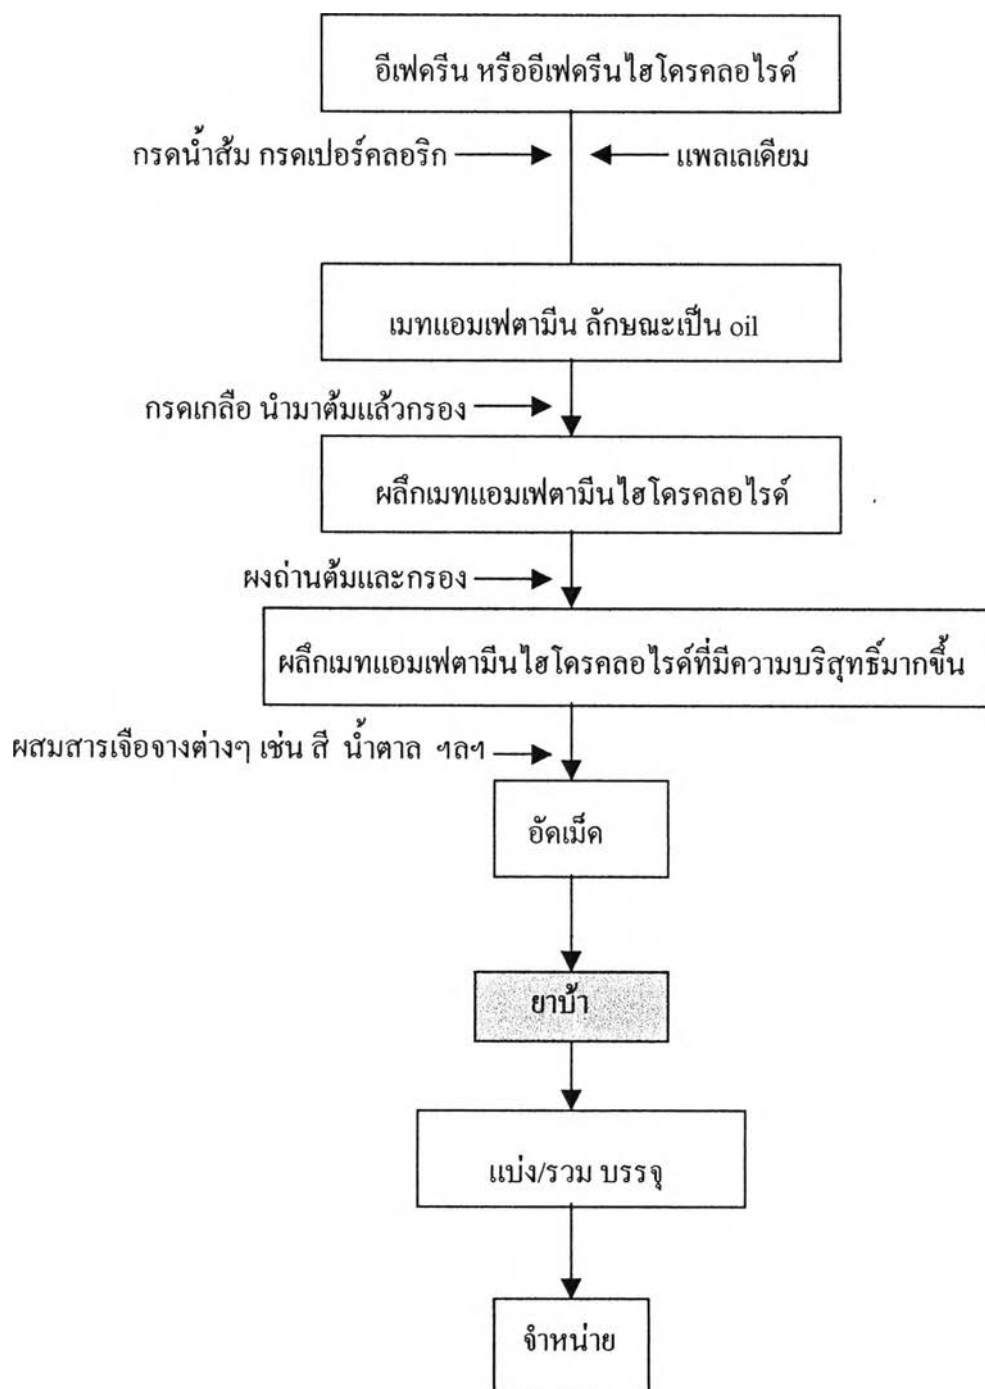 อีเฟดรีน หรืออีเฟดรีนไฮโดรคลอไรด์
กรดน้ำส้ม กรดเปอร์คลอริก
แพลเลเดียม
เมทแอมเฟตามีน ลักษณะเป็น oil
กรดเกลือ นำมาต้มแล้วกรอง
ผลึกเมทแอมเฟตามีนไฮโดรคลอไรด์
ผงถ่านต้มและกรอง
ผลึกเมทแอมเฟตามีนไฮโดรคลอไรด์ที่มีความบริสุทธิ์มากขึ้น
ผสมสารเจือจางต่างๆ เช่น สี น้ำตาล ฯลฯ
อัดเม็ด
ยาบ้า
แบ่ง/รวม บรรจุ
จำหน่าย